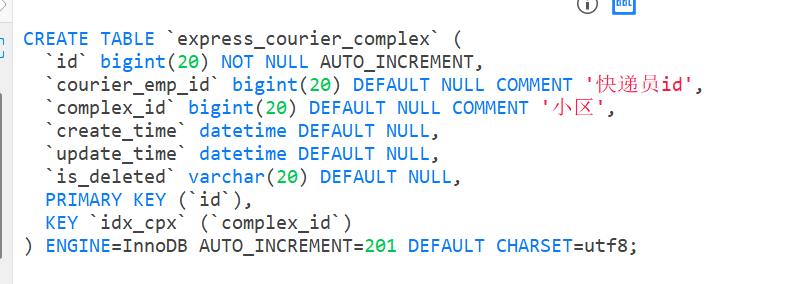 CREATE TABLE `express_courier_complex` (
`id` bigint(20) NOT NULL AUTO_INCREMENT,
`courier_emp_id` bigint(20) DEFAULT NULL COMMENT '快递员id',
`complex_id` bigint(20) DEFAULT NULL COMMENT '小区',
`create_time` datetime DEFAULT NULL,
`update_time` datetime DEFAULT NULL,
`is_deleted` varchar(20) DEFAULT NULL,
PRIMARY KEY (`id`),
KEY `idx_cpx` (`complex_id`)
) ENGINE=InnoDB AUTO_INCREMENT=201 DEFAULT CHARSET=utf8;